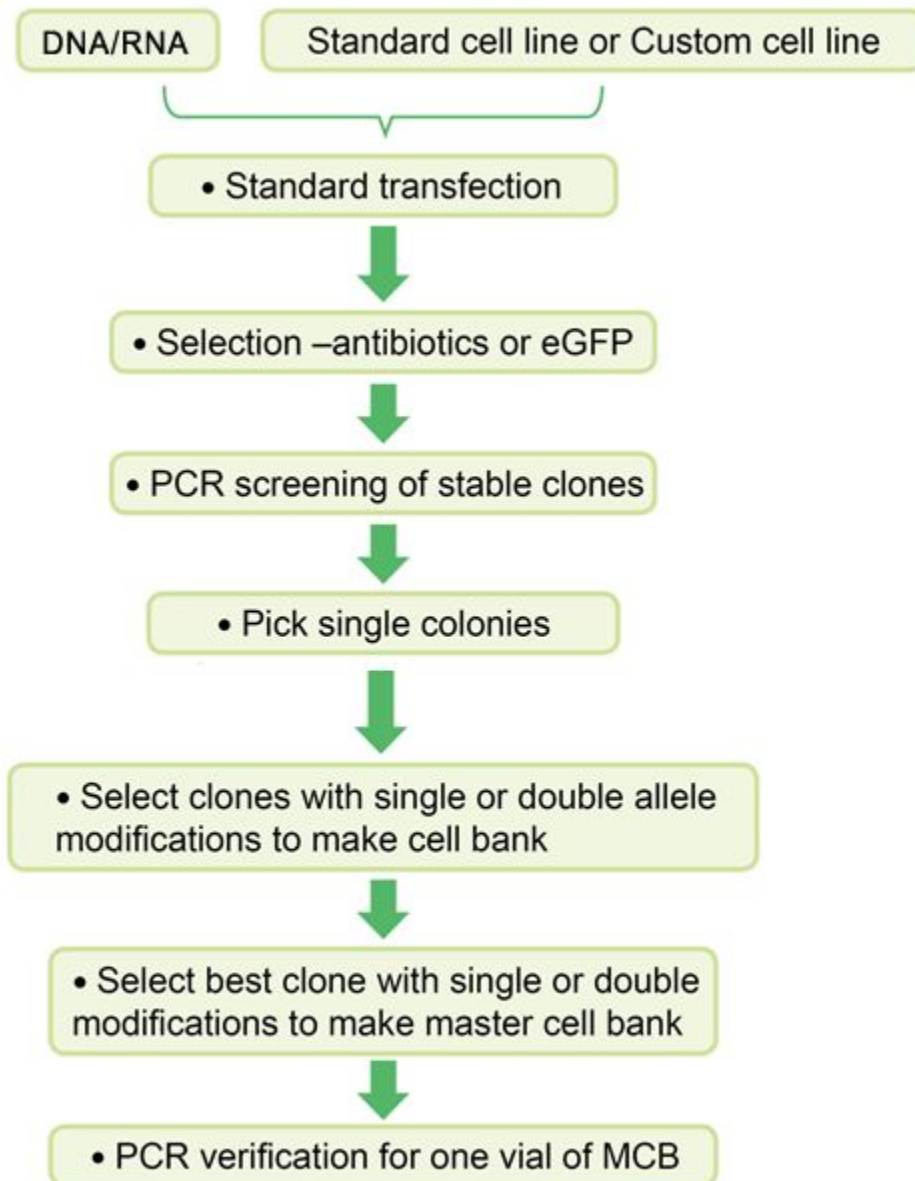 DNA/RNA
Standard cell line or Custom cell line
• Standard transfection
• Selection –antibiotics or eGFP
• PCR screening of stable clones
• Pick single colonies
• Select clones with single or double allele
modifications to make cell bank
• Select best clone with single or double
modifications to make master cell bank
• PCR verification for one vial of MCB